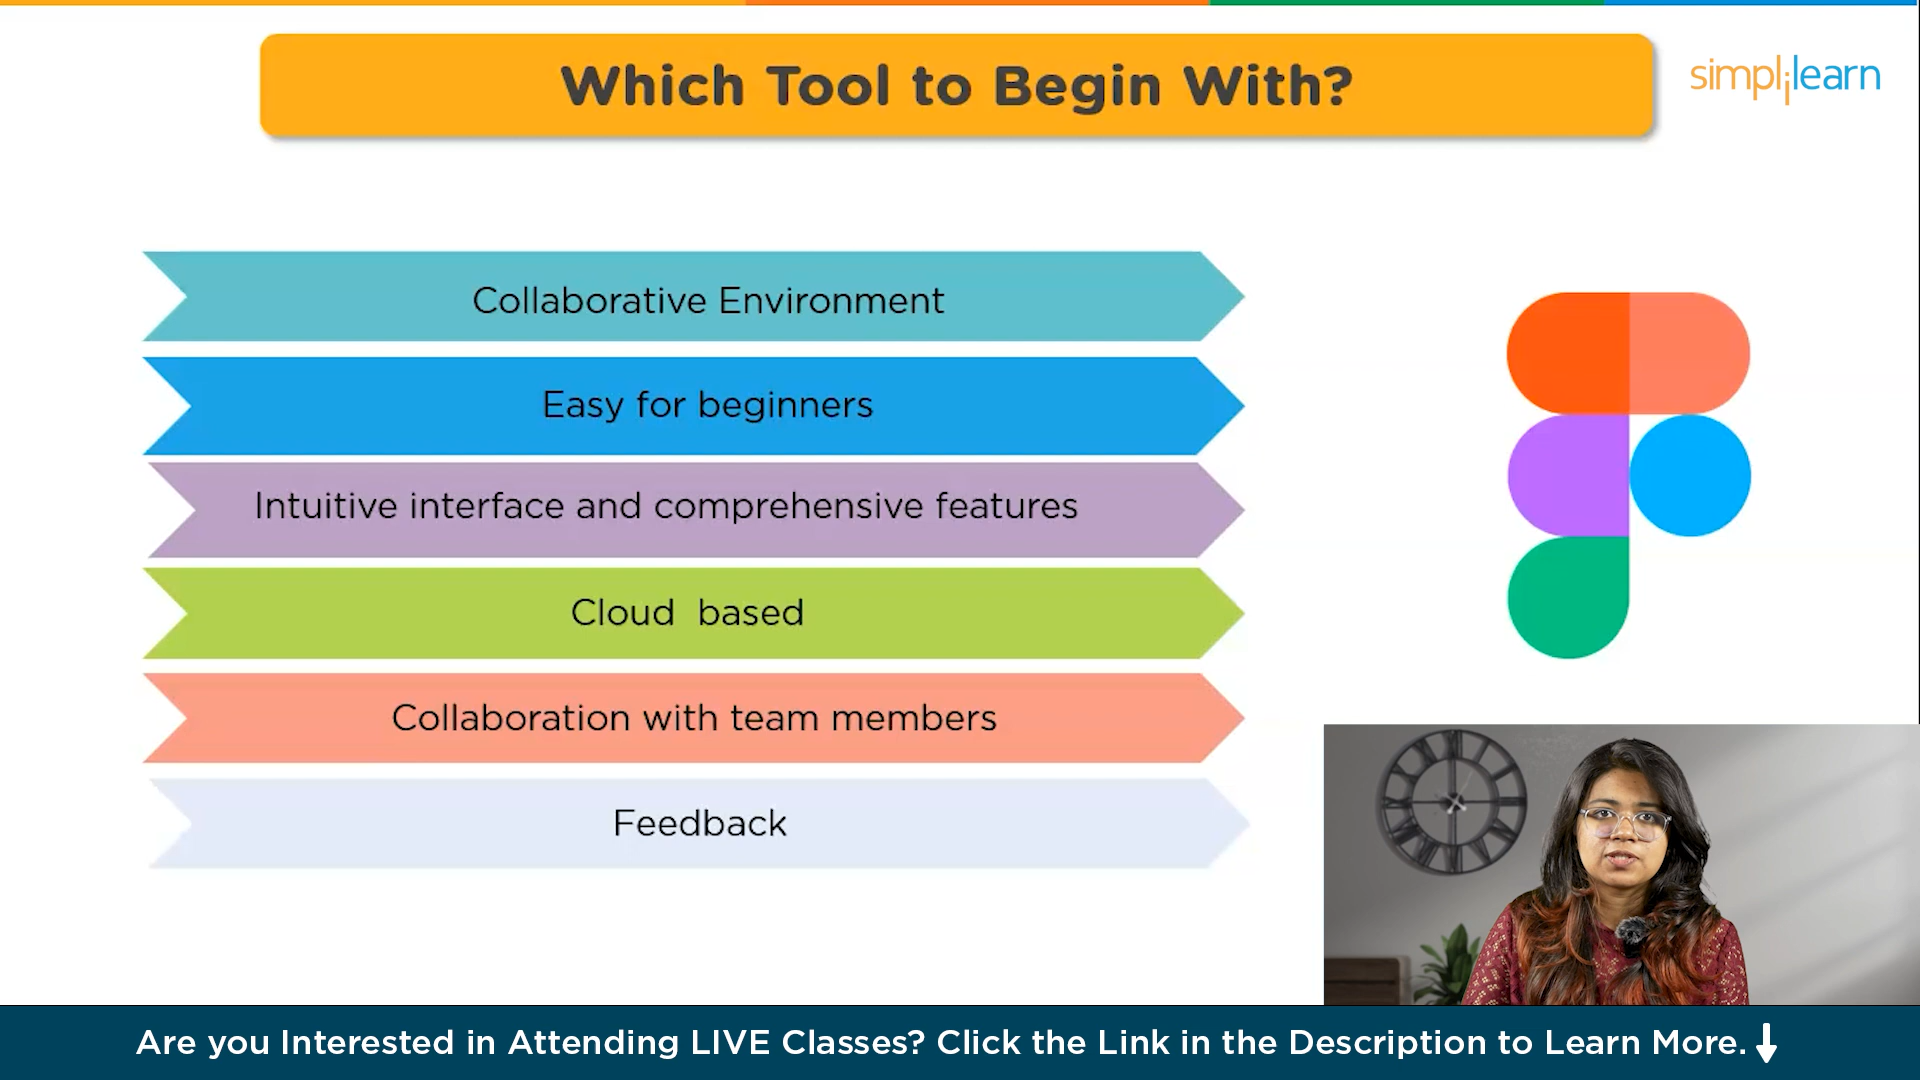 Which Tool to Begin With?
simplilearn
Collaborative Environment
Easy for beginners
Intuitive interface and comprehensive features
Cloud  based
Collaboration with team members
Feedback
Are you Interested in Attending LIVE Classes? Click the Link in the Description to Learn More.